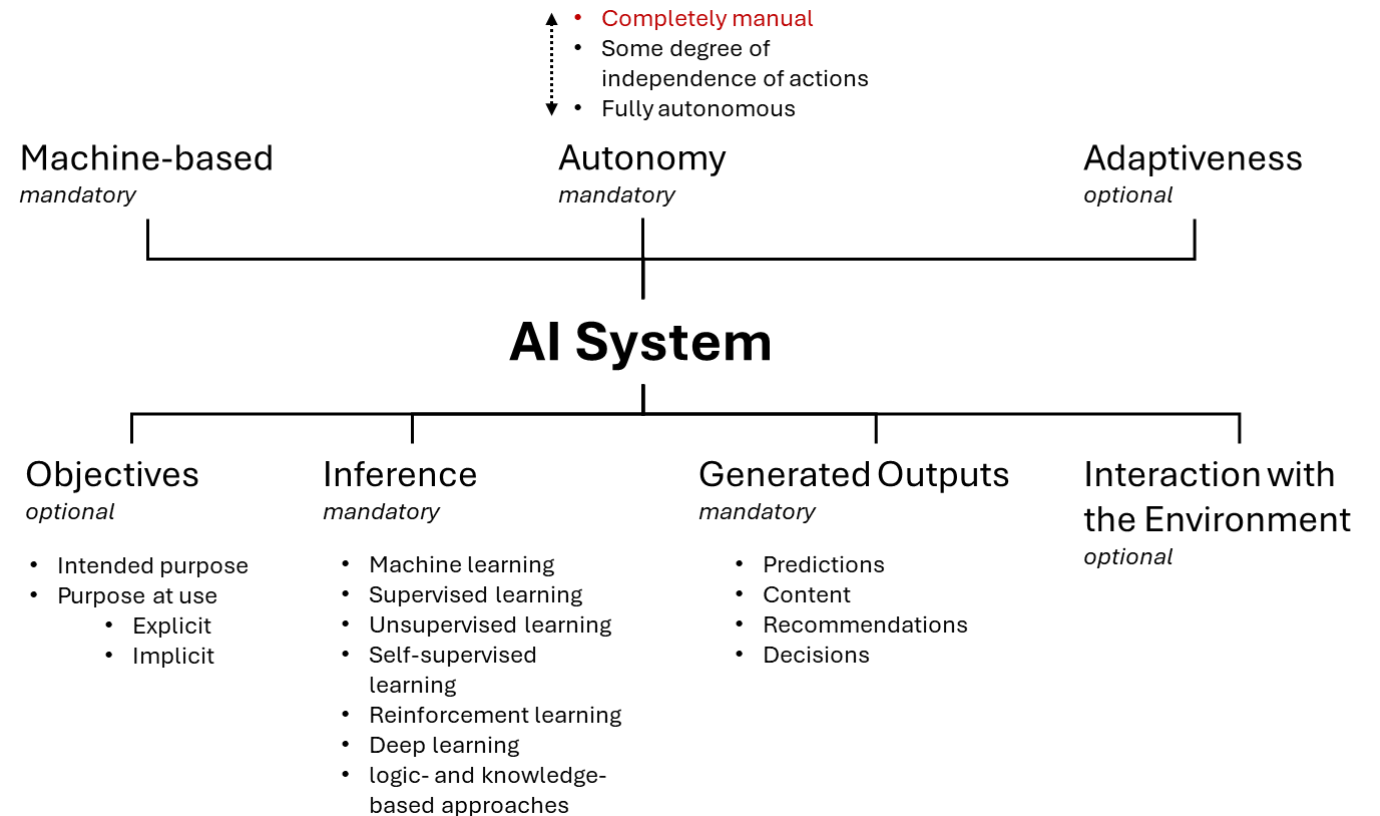 • Completely manual
• Some degree of
independence of actions
• Fully autonomous
Machine-based
mandatory
Autonomy
mandatory
Adaptiveness
optional
AI System
Objectives
optional
• Intended purpose
• Purpose at use
• Explicit
• Implicit
Inference
mandatory
• Machine learning
• Supervised learning
• Unsupervised learning
• Self-supervised
learning
• Reinforcement learning
• Deep learning
• logic- and knowledge-
based approaches
Generated Outputs
mandatory
• Predictions
• Content
• Recommendations
• Decisions
Interaction with
the Environment
optional